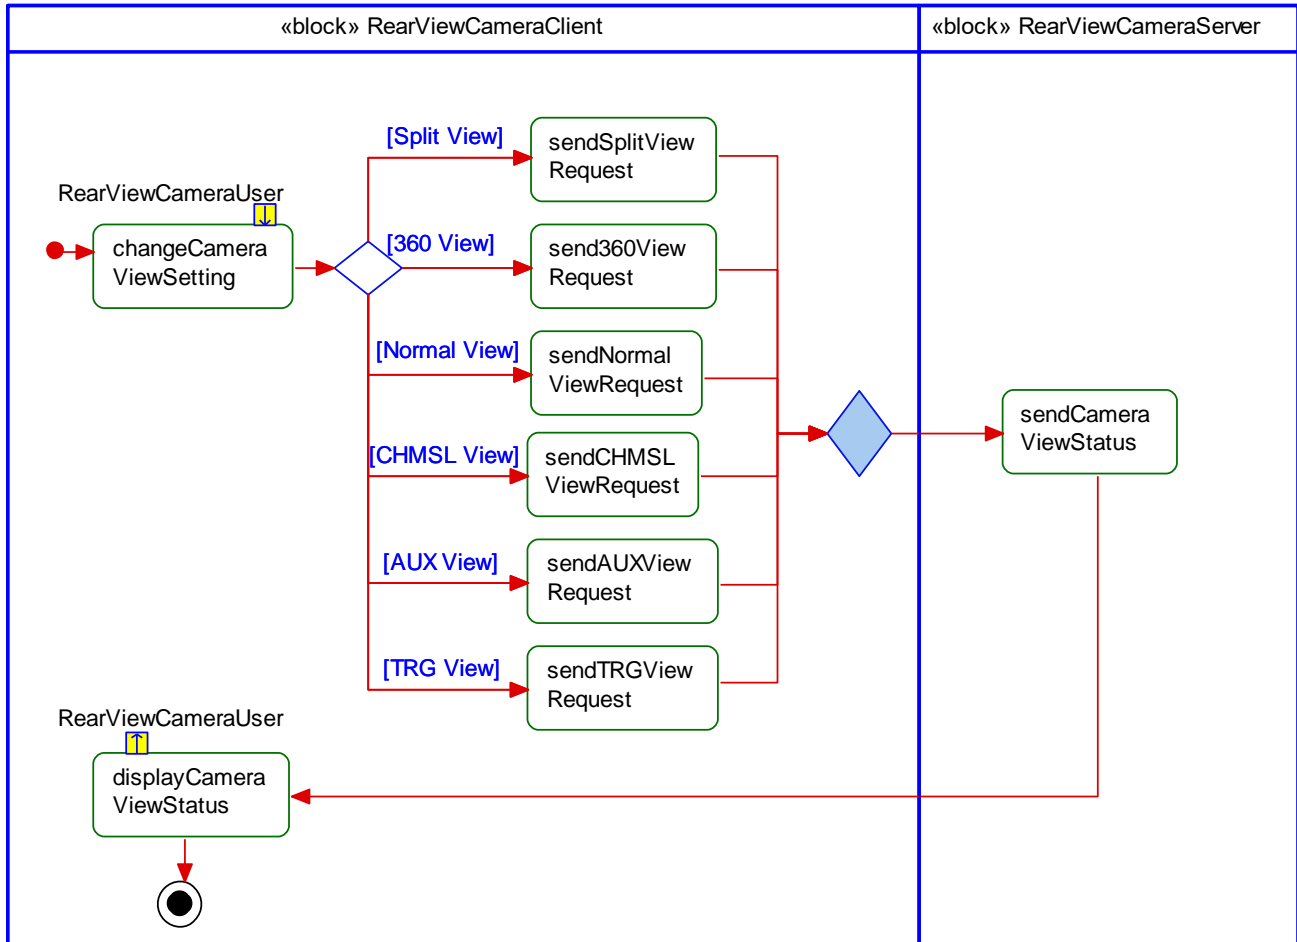 «block» RearViewCameraClient
«block» RearViewCameraServer
[Split View]
sendSplitView
Request
RearViewCameraUser
changeCamera
ViewSetting
[360 View]
send360View
Request
[Normal View]
sendNormal
ViewRequest
sendCamera
ViewStatus
[CHMSL View]
sendCHMSL
ViewRequest
[AUX View]
sendAUXView
Request
[TRG View]
sendTRGView
Request
RearViewCameraUser
displayCamera
ViewStatus